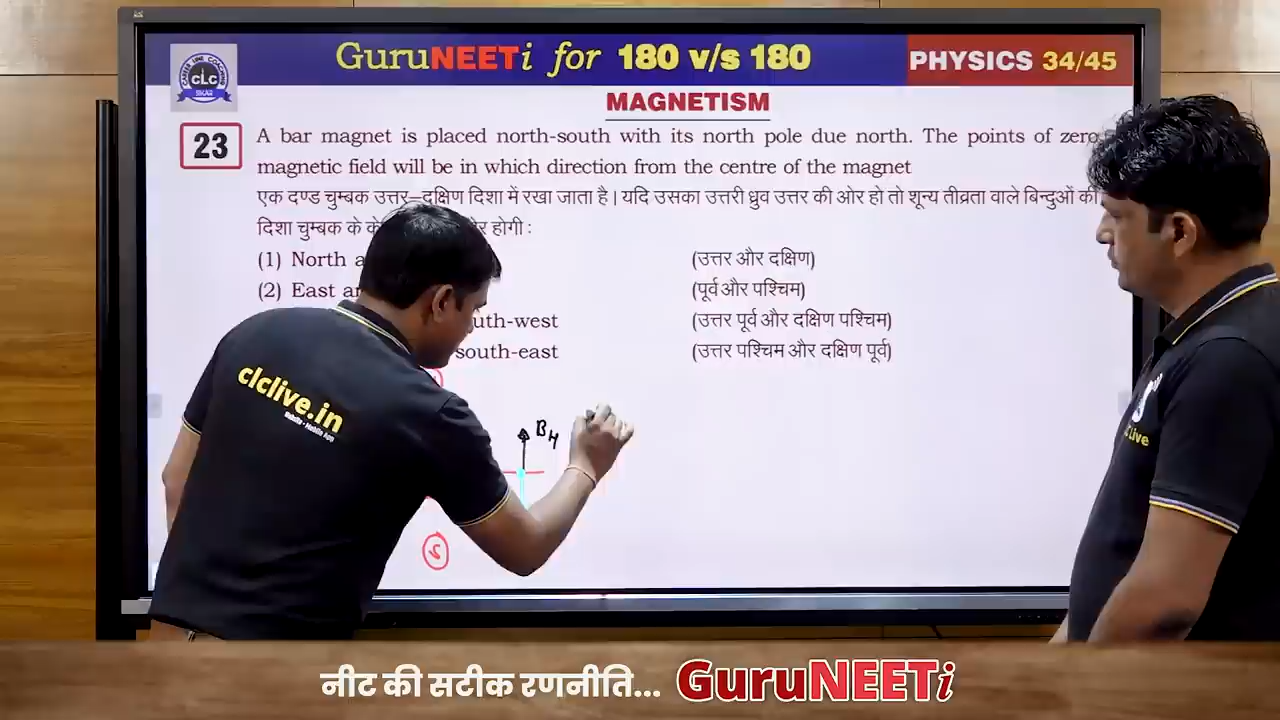 GuruNEETi for 180 v/s 180
PHYSICS 34/45
CLC
SIKAR
MAGNETISM
23 A bar magnet is placed north-south with its north pole due north. The points of zero
magnetic field will be in which direction from the centre of the magnet
एक दण्ड चुम्बक उत्तर–दक्षिण दिशा में रखा जाता है। यदि उसका उत्तरी ध्रुव उत्तर की ओर हो तो शून्य तीव्रता वाले बिन्दुओं की
दिशा चुम्बक के होगी :
(1) North (उत्तर और दक्षिण)
(2) East (पूर्व और पश्चिम)
(उत्तर पूर्व और दक्षिण पश्चिम)
south-east (उत्तर पश्चिम और दक्षिण पूर्व)
BH
S
clclive.in
Live
नीट की सटीक रणनीति... GuruNEETi